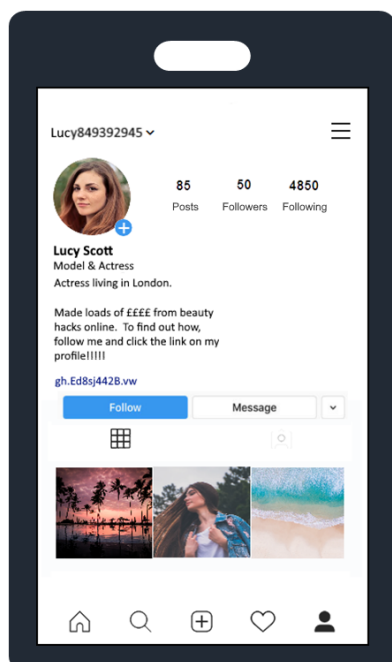 Lucy849392945
85 50 4850
Posts Followers Following
Lucy Scott
Model & Actress
Actress living in London.
Made loads of ££££ from beauty
hacks online. To find out how,
follow me and click the link on my
profile!!!!!
gh.Ed8sj442B.vw
Follow Message